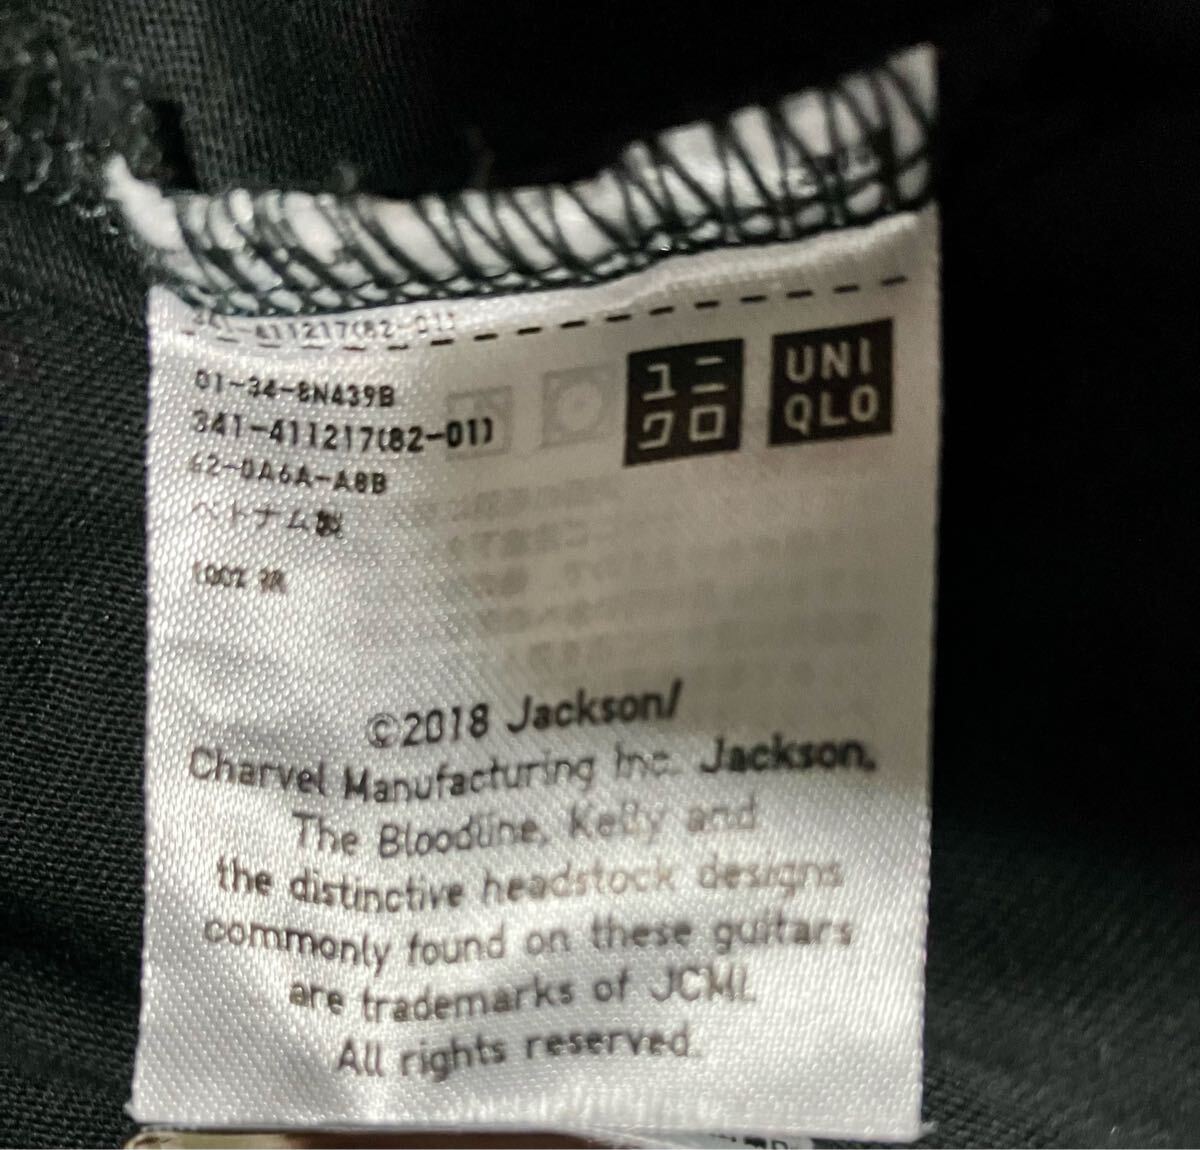 341-411217(82-01)
01-34-8N439B
341-411217(82-01)
62-0A6A-A8B
ベトナム製
100% 綿
ユニ
クロ
UNI
QLO
©2018 Jackson/
Charvel Manufacturing Inc. Jackson,
The Bloodline, Kelly and
the distinctive headstock designs
commonly found on these guitars
are trademarks of JCMI.
All rights reserved.